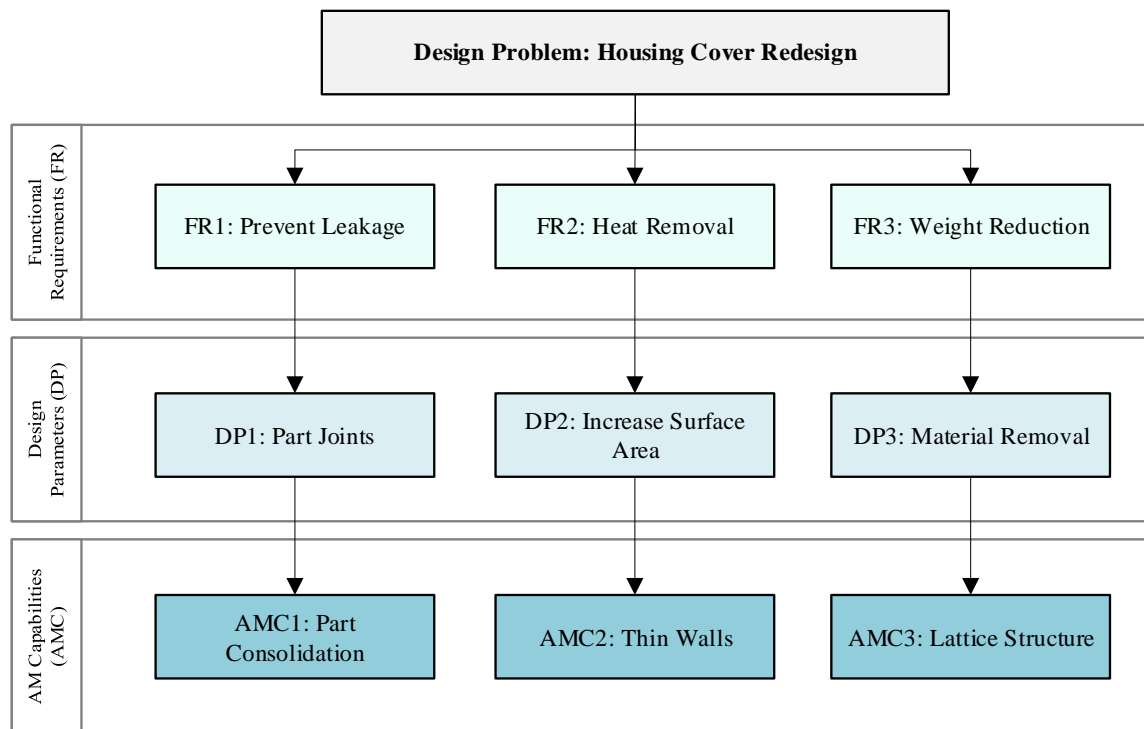 Design Problem: Housing Cover Redesign
Functional
Requirements (FR)
FR1: Prevent Leakage
FR2: Heat Removal
FR3: Weight Reduction
Design
Parameters (DP)
DP1: Part Joints
DP2: Increase Surface
Area
DP3: Material Removal
AM Capabilities
(AMC)
AMC1: Part
Consolidation
AMC2: Thin Walls
AMC3: Lattice Structure